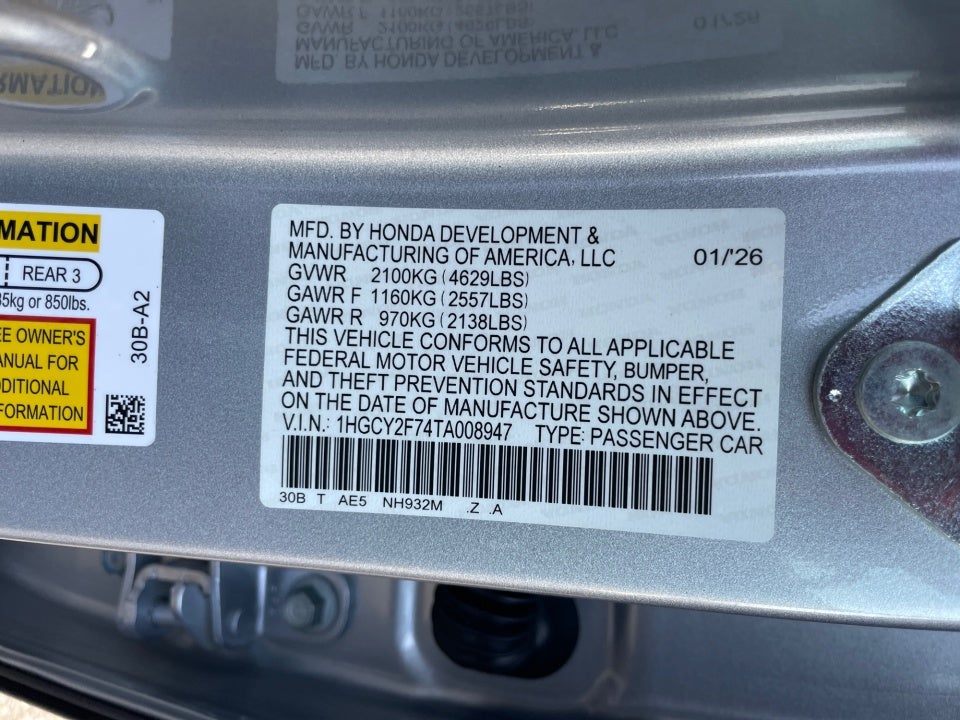 MATION
REAR 3
35kg or 850lbs.
EE OWNER'S
ANUAL FOR
DDITIONAL
FORMATION
30B-A2
MFD. BY HONDA DEVELOPMENT &
MANUFACTURING OF AMERICA, LLC 01/'26
GVWR 2100KG (4629LBS)
GAWR F 1160KG (2557LBS)
GAWR R 970KG (2138LBS)
THIS VEHICLE CONFORMS TO ALL APPLICABLE
FEDERAL MOTOR VEHICLE SAFETY, BUMPER,
AND THEFT PREVENTION STANDARDS IN EFFECT
ON THE DATE OF MANUFACTURE SHOWN ABOVE.
V.I.N.: 1HGCY2F74TA008947 TYPE: PASSENGER CAR
30B T AE5 NH932M .Z .A